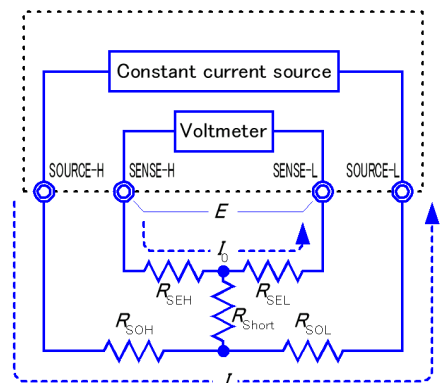 Constant current source
Voltmeter
SOURCE-H
SENSE-H
SENSE-L
SOURCE-L
E
I0
RSEH
RSEL
RShort
RSOH
RSOL
I